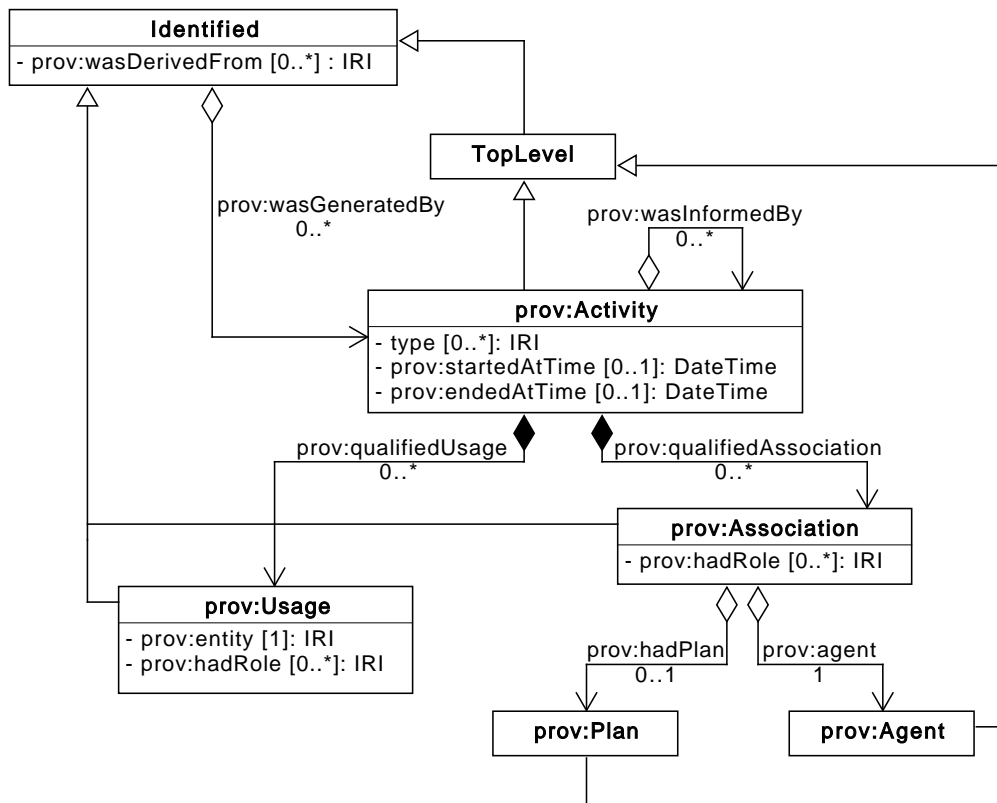 Identified
- prov:wasDerivedFrom [0..*] : IRI
TopLevel
prov:wasGeneratedBy
0..*
prov:wasInformedBy
0..*
prov:Activity
- type [0..*]: IRI
- prov:startedAtTime [0..1]: DateTime
- prov:endedAtTime [0..1]: DateTime
prov:qualifiedUsage
0..*
prov:qualifiedAssociation
0..*
prov:Association
- prov:hadRole [0..*]: IRI
prov:Usage
- prov:entity [1]: IRI
- prov:hadRole [0..*]: IRI
prov:hadPlan
0..1
prov:agent
1
prov:Plan
prov:Agent